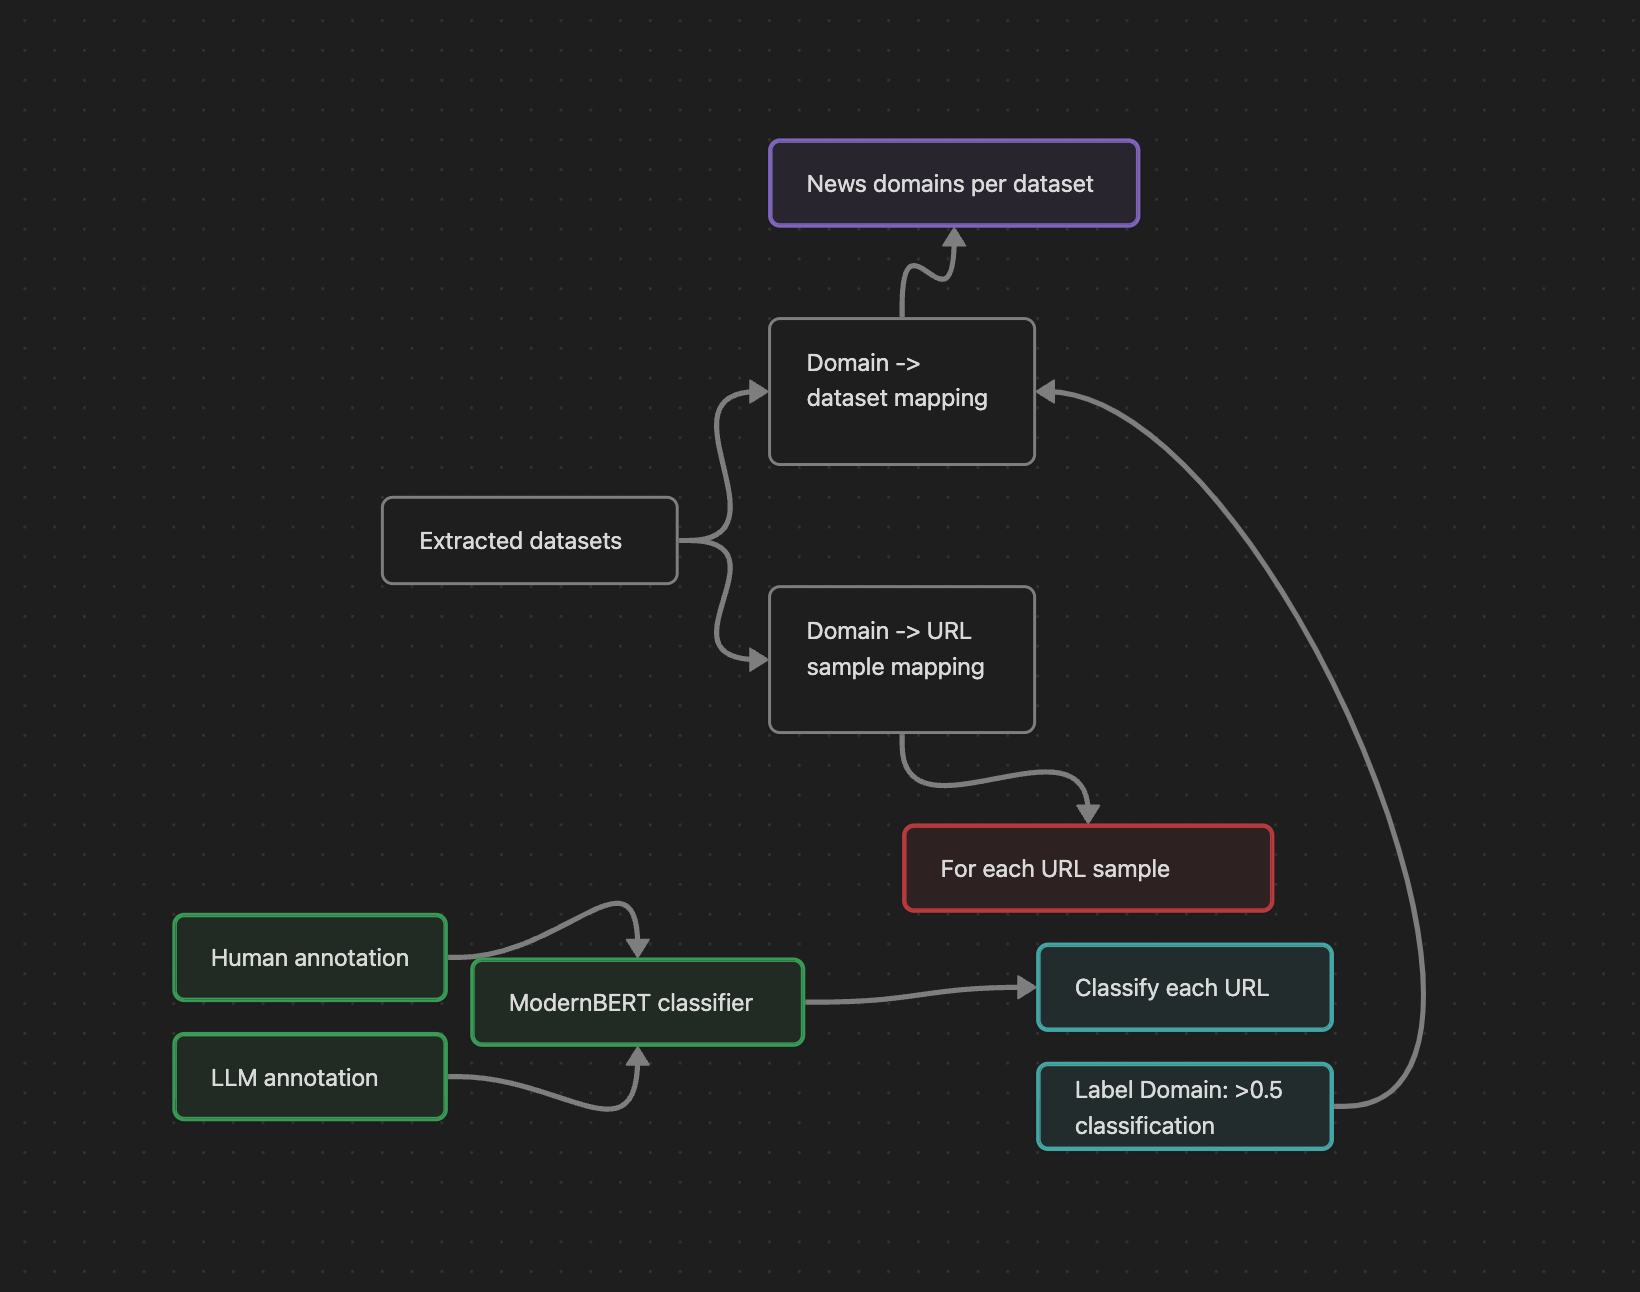 News domains per dataset
Domain ->
dataset mapping
Extracted datasets
Domain -> URL
sample mapping
For each URL sample
Human annotation
ModernBERT classifier
Classify each URL
LLM annotation
Label Domain: >0.5
classification